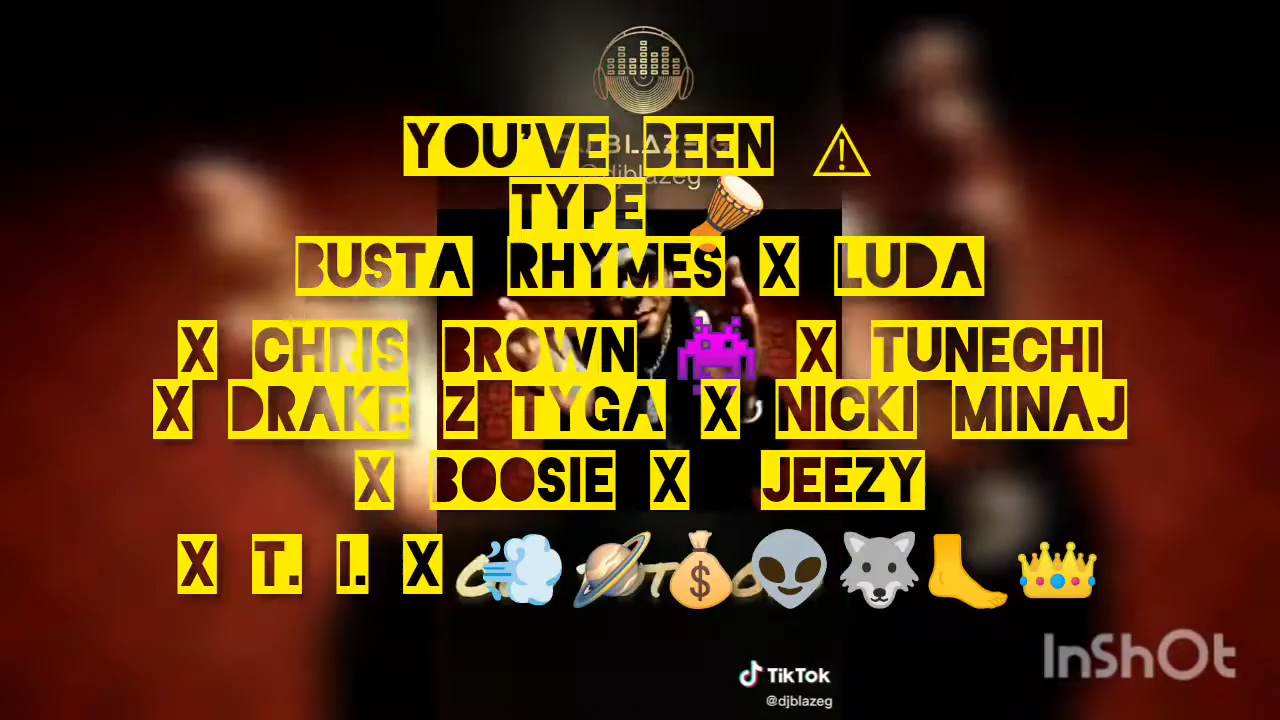 YOU'VE BEEN ⚠
@djblazeg
TYPE 🪘
BUSTA RHYMES X LUDA
X CHRIS BROWN 👾 X TUNECHI
X DRAKE Z TYGA X NICKI MINAJ
X BOOSIE X JEEZY
X T. I. X 💨🪐💰👽🐺🦶👑
InShOt
TikTok
@djblazeg